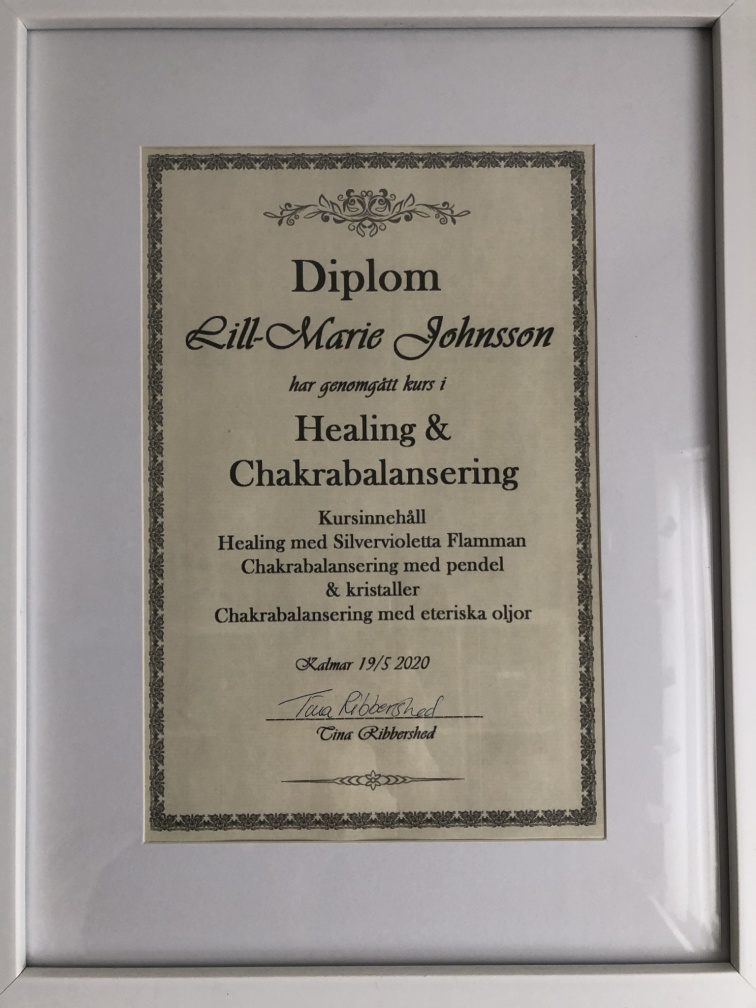 Diplom
Lill-Marie Johnsson
har genomgått kurs i
Healing &
Chakrabalansering
Kursinnehåll
Healing med Silvervioletta Flamman
Chakrabalansering med pendel
& kristaller
Chakrabalansering med eteriska oljor
Kalmar 19/5 2020
Tina Ribbershed
Tina Ribbershed